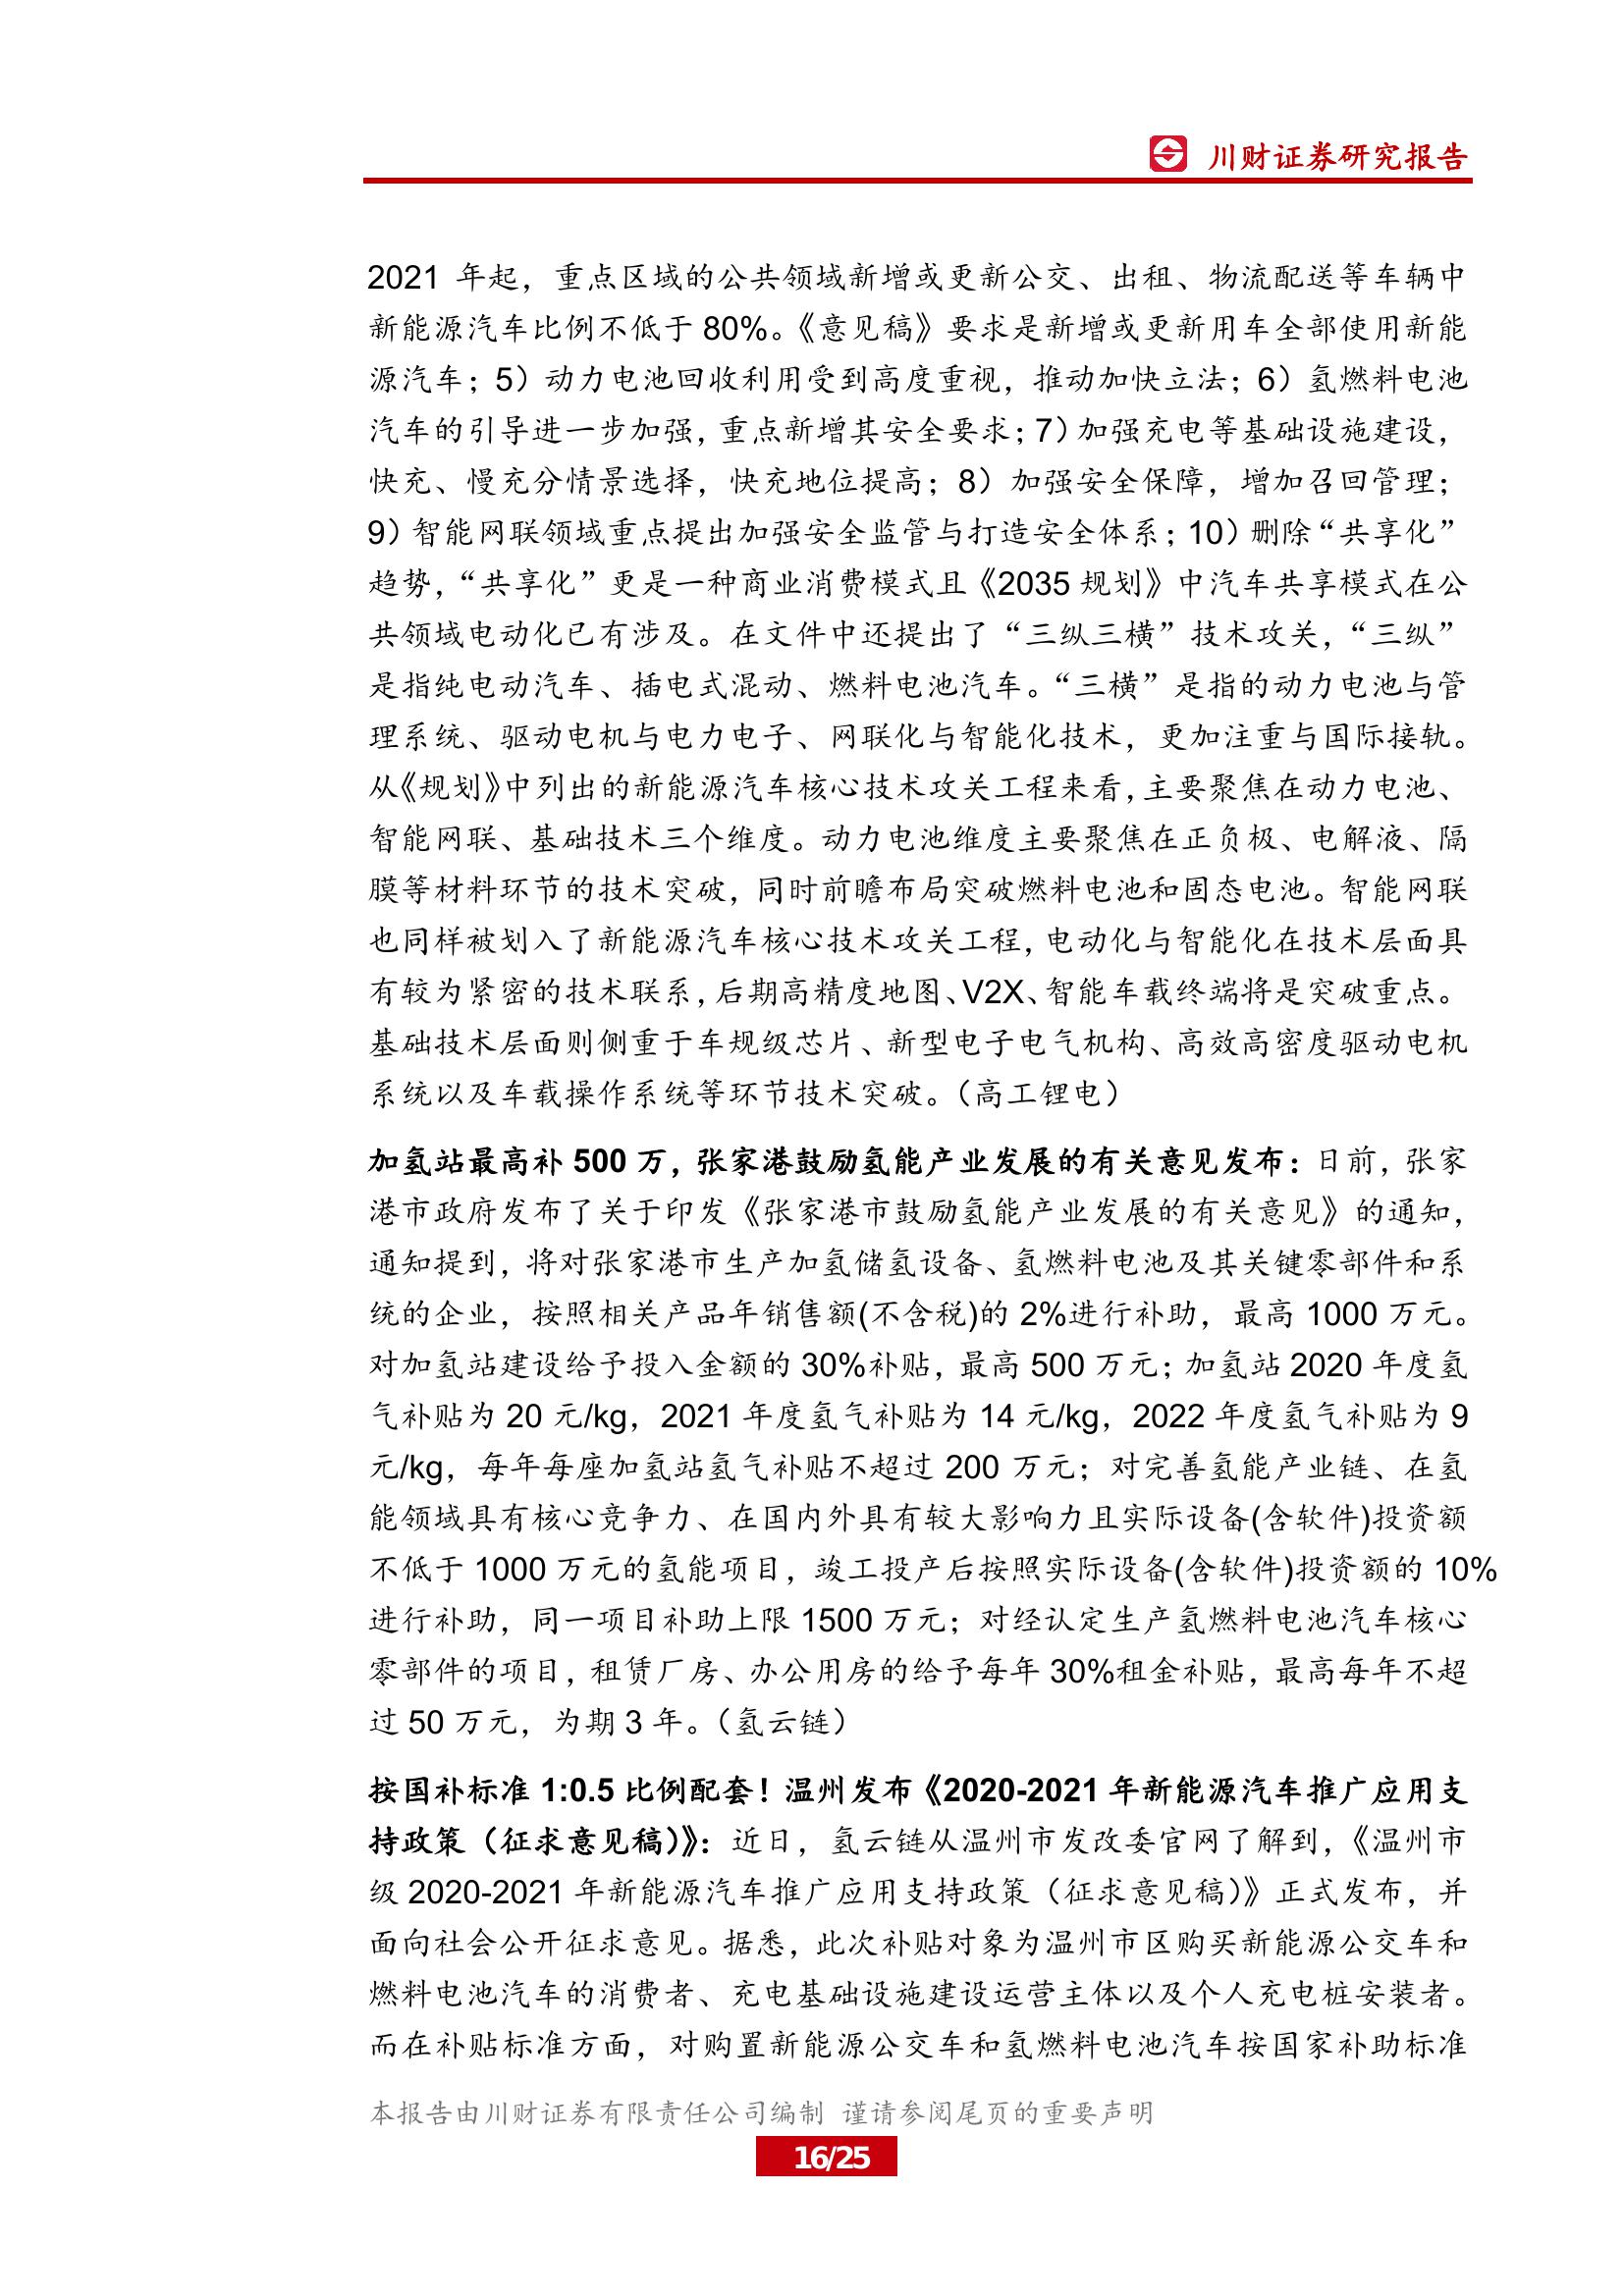 川财证券研究报告
2021 年起，重点区域的公共领域新增或更新公交、出租、物流配送等车辆中
新能源汽车比例不低于 80%。《意见稿》要求是新增或更新用车全部使用新能
源汽车；5）动力电池回收利用受到高度重视，推动加快立法；6）氢燃料电池
汽车的引导进一步加强，重点新增其安全要求；7）加强充电等基础设施建设，
快充、慢充分情景选择，快充地位提高；8）加强安全保障，增加召回管理；
9）智能网联领域重点提出加强安全监管与打造安全体系；10）删除“共享化”
趋势，“共享化”更是一种商业消费模式且《2035 规划》中汽车共享模式在公
共领域电动化已有涉及。在文件中还提出了“三纵三横”技术攻关，“三纵”
是指纯电动汽车、插电式混动、燃料电池汽车。“三横”是指的动力电池与管
理系统、驱动电机与电力电子、网联化与智能化技术，更加注重与国际接轨。
从《规划》中列出的新能源汽车核心技术攻关工程来看，主要聚焦在动力电池、
智能网联、基础技术三个维度。动力电池维度主要聚焦在正负极、电解液、隔
膜等材料环节的技术突破，同时前瞻布局突破燃料电池和固态电池。智能网联
也同样被划入了新能源汽车核心技术攻关工程，电动化与智能化在技术层面具
有较为紧密的技术联系，后期高精度地图、V2X、智能车载终端将是突破重点。
基础技术层面则侧重于车规级芯片、新型电子电气机构、高效高密度驱动电机
系统以及车载操作系统等环节技术突破。（高工锂电）
加氢站最高补 500 万，张家港鼓励氢能产业发展的有关意见发布：日前，张家
港市政府发布了关于印发《张家港市鼓励氢能产业发展的有关意见》的通知，
通知提到，将对张家港市生产加氢储氢设备、氢燃料电池及其关键零部件和系
统的企业，按照相关产品年销售额(不含税)的 2%进行补助，最高 1000 万元。
对加氢站建设给予投入金额的 30%补贴，最高 500 万元；加氢站 2020 年度氢
气补贴为 20 元/kg，2021 年度氢气补贴为 14 元/kg，2022 年度氢气补贴为 9
元/kg，每年每座加氢站氢气补贴不超过 200 万元；对完善氢能产业链、在氢
能领域具有核心竞争力、在国内外具有较大影响力且实际设备(含软件)投资额
不低于 1000 万元的氢能项目，竣工投产后按照实际设备(含软件)投资额的 10%
进行补助，同一项目补助上限 1500 万元；对经认定生产氢燃料电池汽车核心
零部件的项目，租赁厂房、办公用房的给予每年 30%租金补贴，最高每年不超
过 50 万元，为期 3 年。（氢云链）
按国补标准 1:0.5 比例配套！温州发布《2020-2021 年新能源汽车推广应用支
持政策（征求意见稿）》：近日，氢云链从温州市发改委官网了解到，《温州市
级 2020-2021 年新能源汽车推广应用支持政策（征求意见稿）》正式发布，并
面向社会公开征求意见。据悉，此次补贴对象为温州市区购买新能源公交车和
燃料电池汽车的消费者、充电基础设施建设运营主体以及个人充电桩安装者。
而在补贴标准方面，对购置新能源公交车和氢燃料电池汽车按国家补助标准
本报告由川财证券有限责任公司编制 谨请参阅尾页的重要声明
16/25